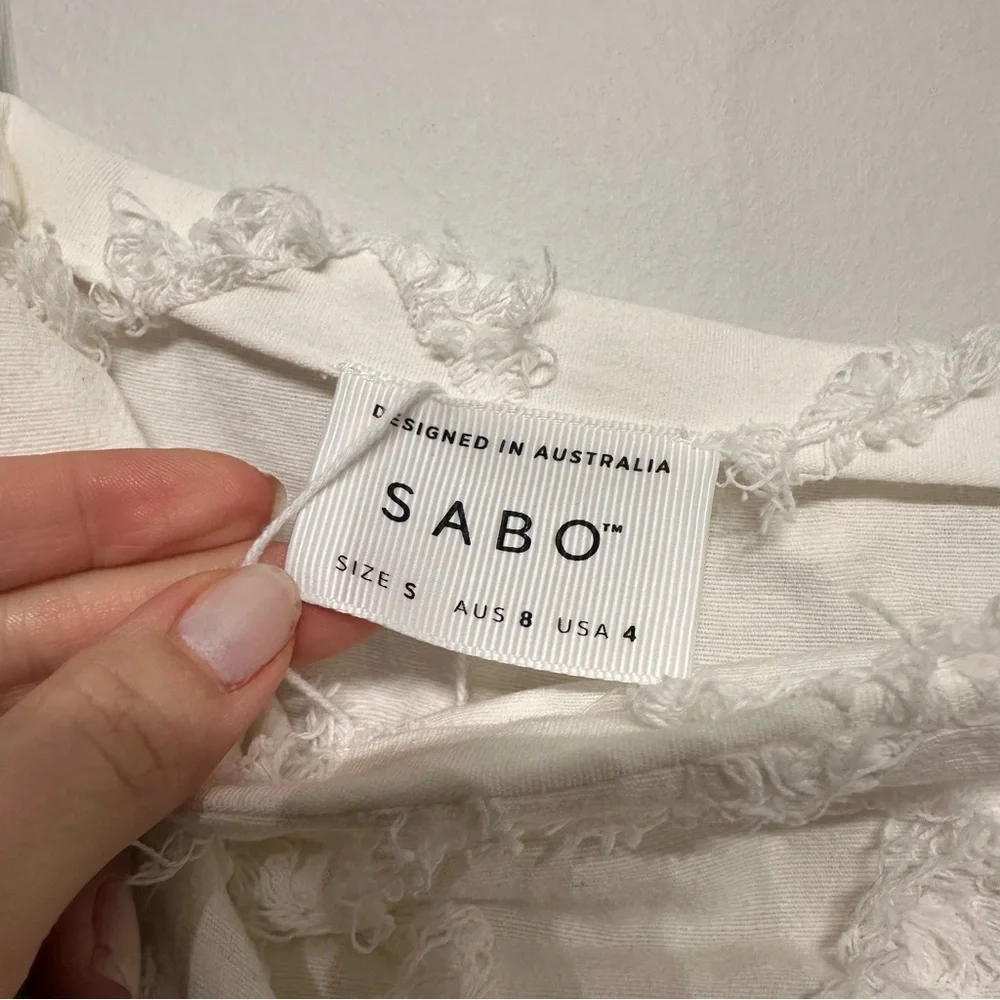 DESIGNED IN AUSTRALIA
SABO™
SIZE S AUS 8 USA 4